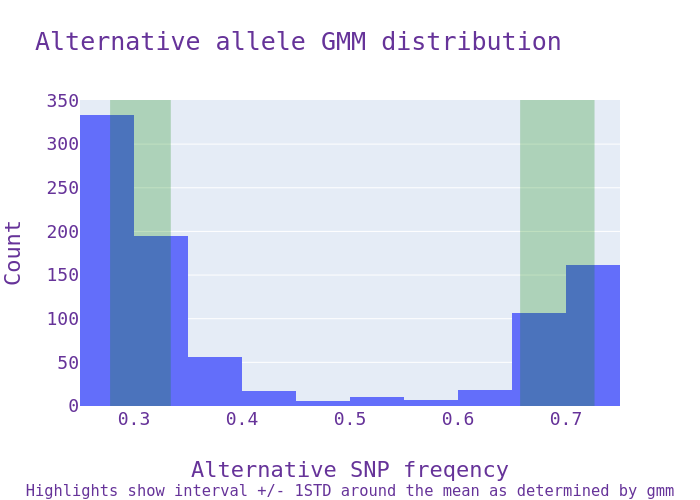 Alternative allele GMM distribution
350
300
250
200
150
100
50
0
Count
0.3 0.4 0.5 0.6 0.7
Alternative SNP freqency
Highlights show interval +/- 1STD around the mean as determined by gmm